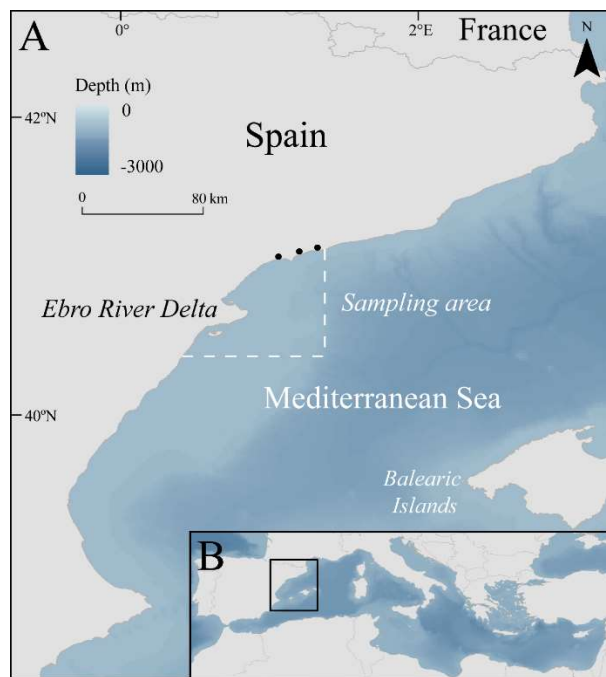 0°
2°E
France
A
N
Depth (m)
0
-3000
42ºN
Spain
0
80 km
Ebro River Delta
Sampling area
40ºN
Mediterranean Sea
Balearic
Islands
B